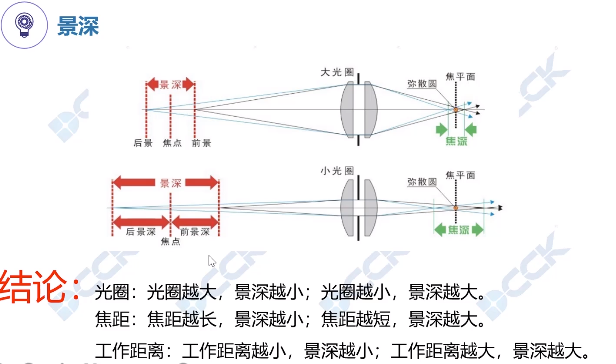 景深
大光圈
焦平面
景深
弥散圆
后景 焦点 前景
焦深
小光圈
焦平面
景深
弥散圆
后景深 前景深
焦深
焦点
结论：
光圈：光圈越大，景深越小；光圈越小，景深越大。
焦距：焦距越长，景深越小；焦距越短，景深越大。
工作距离：工作距离越小，景深越小；工作距离越大，景深越大。
DCCK
DCCK
DCCK